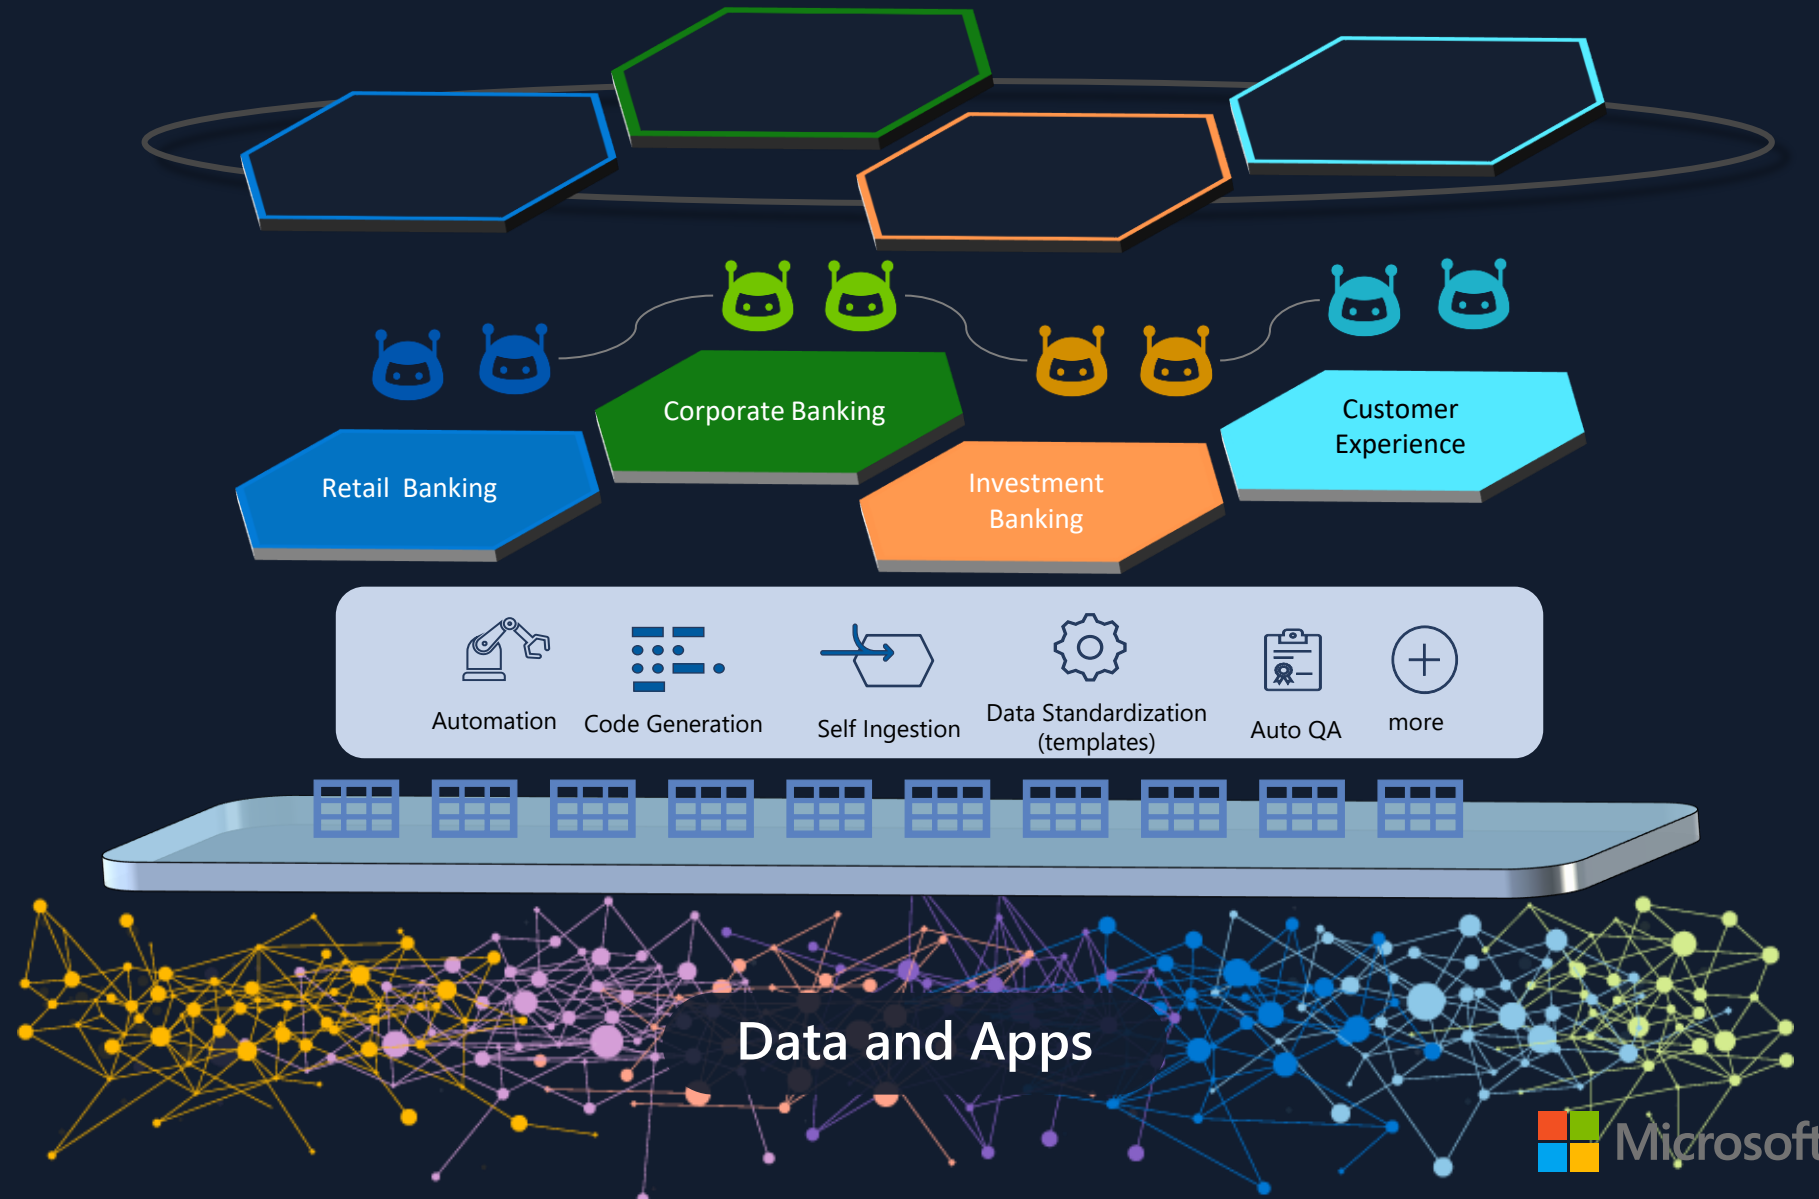 Corporate Banking
Customer
Experience
Retail  Banking
Investment
Banking
Automation
Code Generation
Self Ingestion
Data Standardization
(templates)
Auto QA
more
Data and Apps
Microsoft